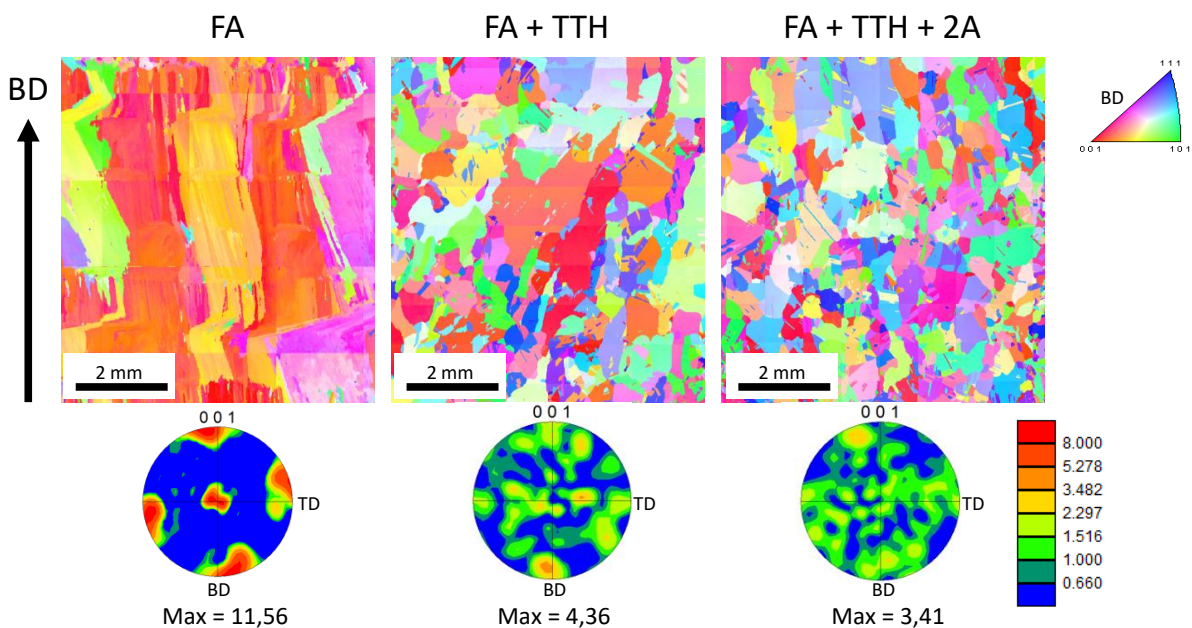 FA
FA + TTH
FA + TTH + 2A
BD
BD
1 1 1
0 0 1
1 0 1
2 mm
2 mm
2 mm
0 0 1
0 0 1
0 0 1
TD
TD
TD
BD
BD
BD
8.000
5.278
3.482
2.297
1.516
1.000
0.660
Max = 11,56
Max = 4,36
Max = 3,41